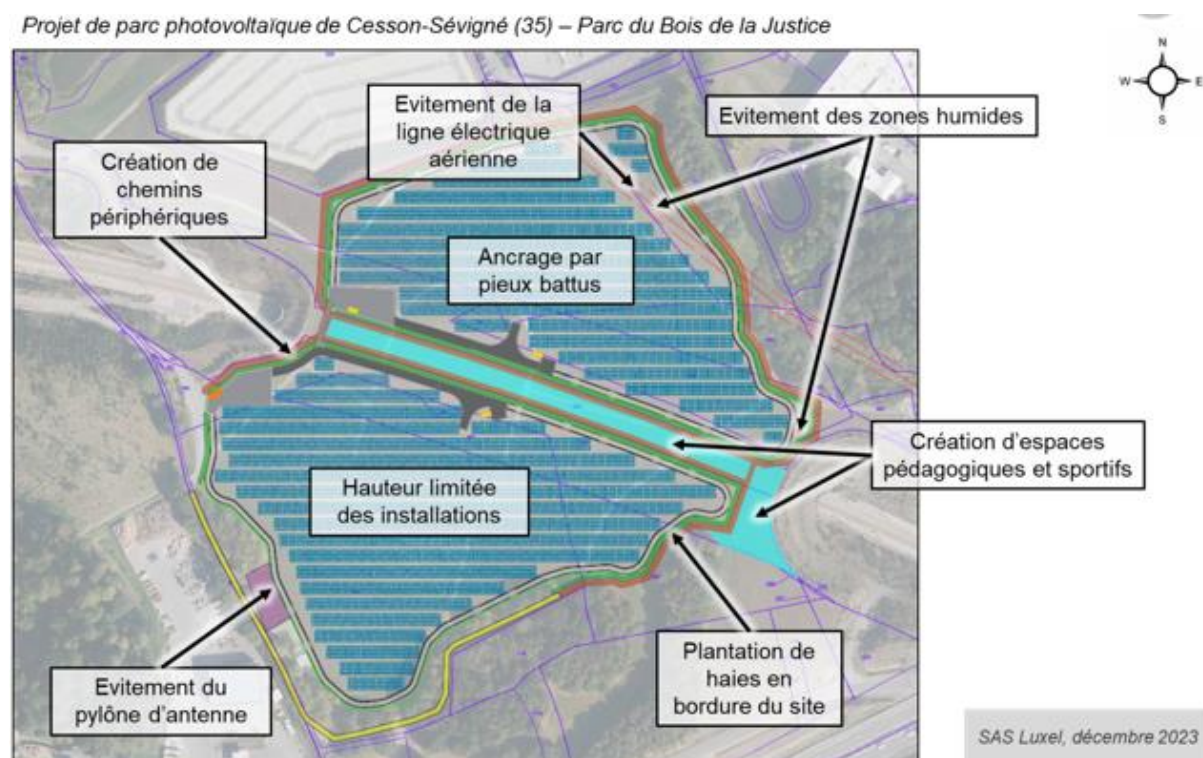 Projet de parc photovoltaïque de Cesson-Sévigné (35) – Parc du Bois de la Justice
N
W
E
S
Evitement de la
ligne électrique
aérienne
Evitement des zones humides
Création de
chemins
périphériques
Ancrage par
pieux battus
Création d'espaces
pédagogiques et sportifs
Hauteur limitée
des installations
Plantation de
haies en
bordure du site
Evitement du
pylône d'antenne
SAS Luxel, décembre 2023